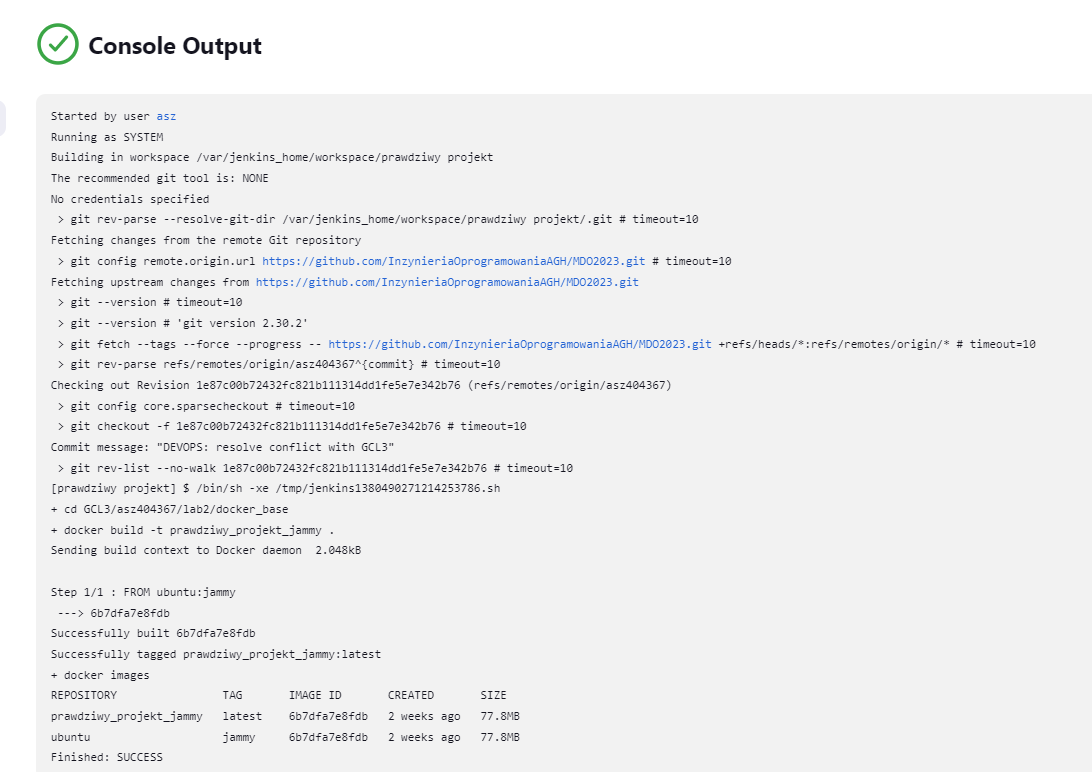 Console Output
Started by user asz
Running as SYSTEM
Building in workspace /var/jenkins_home/workspace/prawdziwy projekt
The recommended git tool is: NONE
No credentials specified
 > git rev-parse --resolve-git-dir /var/jenkins_home/workspace/prawdziwy projekt/.git # timeout=10
Fetching changes from the remote Git repository
 > git config remote.origin.url https://github.com/InzynieriaOprogramowaniaAGH/MDO2023.git # timeout=10
Fetching upstream changes from https://github.com/InzynieriaOprogramowaniaAGH/MDO2023.git
 > git --version # timeout=10
 > git --version # 'git version 2.30.2'
 > git fetch --tags --force --progress -- https://github.com/InzynieriaOprogramowaniaAGH/MDO2023.git +refs/heads/*:refs/remotes/origin/* # timeout=10
 > git rev-parse refs/remotes/origin/asz404367^{commit} # timeout=10
Checking out Revision 1e87c00b72432fc821b111314dd1fe5e7e342b76 (refs/remotes/origin/asz404367)
 > git config core.sparsecheckout # timeout=10
 > git checkout -f 1e87c00b72432fc821b111314dd1fe5e7e342b76 # timeout=10
Commit message: "DEVOPS: resolve conflict with GCL3"
 > git rev-list --no-walk 1e87c00b72432fc821b111314dd1fe5e7e342b76 # timeout=10
[prawdziwy projekt] $ /bin/sh -xe /tmp/jenkins1380490271214253786.sh
+ cd GCL3/asz404367/lab2/docker_base
+ docker build -t prawdziwy_projekt_jammy .
Sending build context to Docker daemon  2.048kB
Step 1/1 : FROM ubuntu:jammy
 ---> 6b7dfa7e8fdb
Successfully built 6b7dfa7e8fdb
Successfully tagged prawdziwy_projekt_jammy:latest
+ docker images
REPOSITORY                TAG       IMAGE ID       CREATED       SIZE
prawdziwy_projekt_jammy   latest    6b7dfa7e8fdb   2 weeks ago   77.8MB
ubuntu                    jammy     6b7dfa7e8fdb   2 weeks ago   77.8MB
Finished: SUCCESS